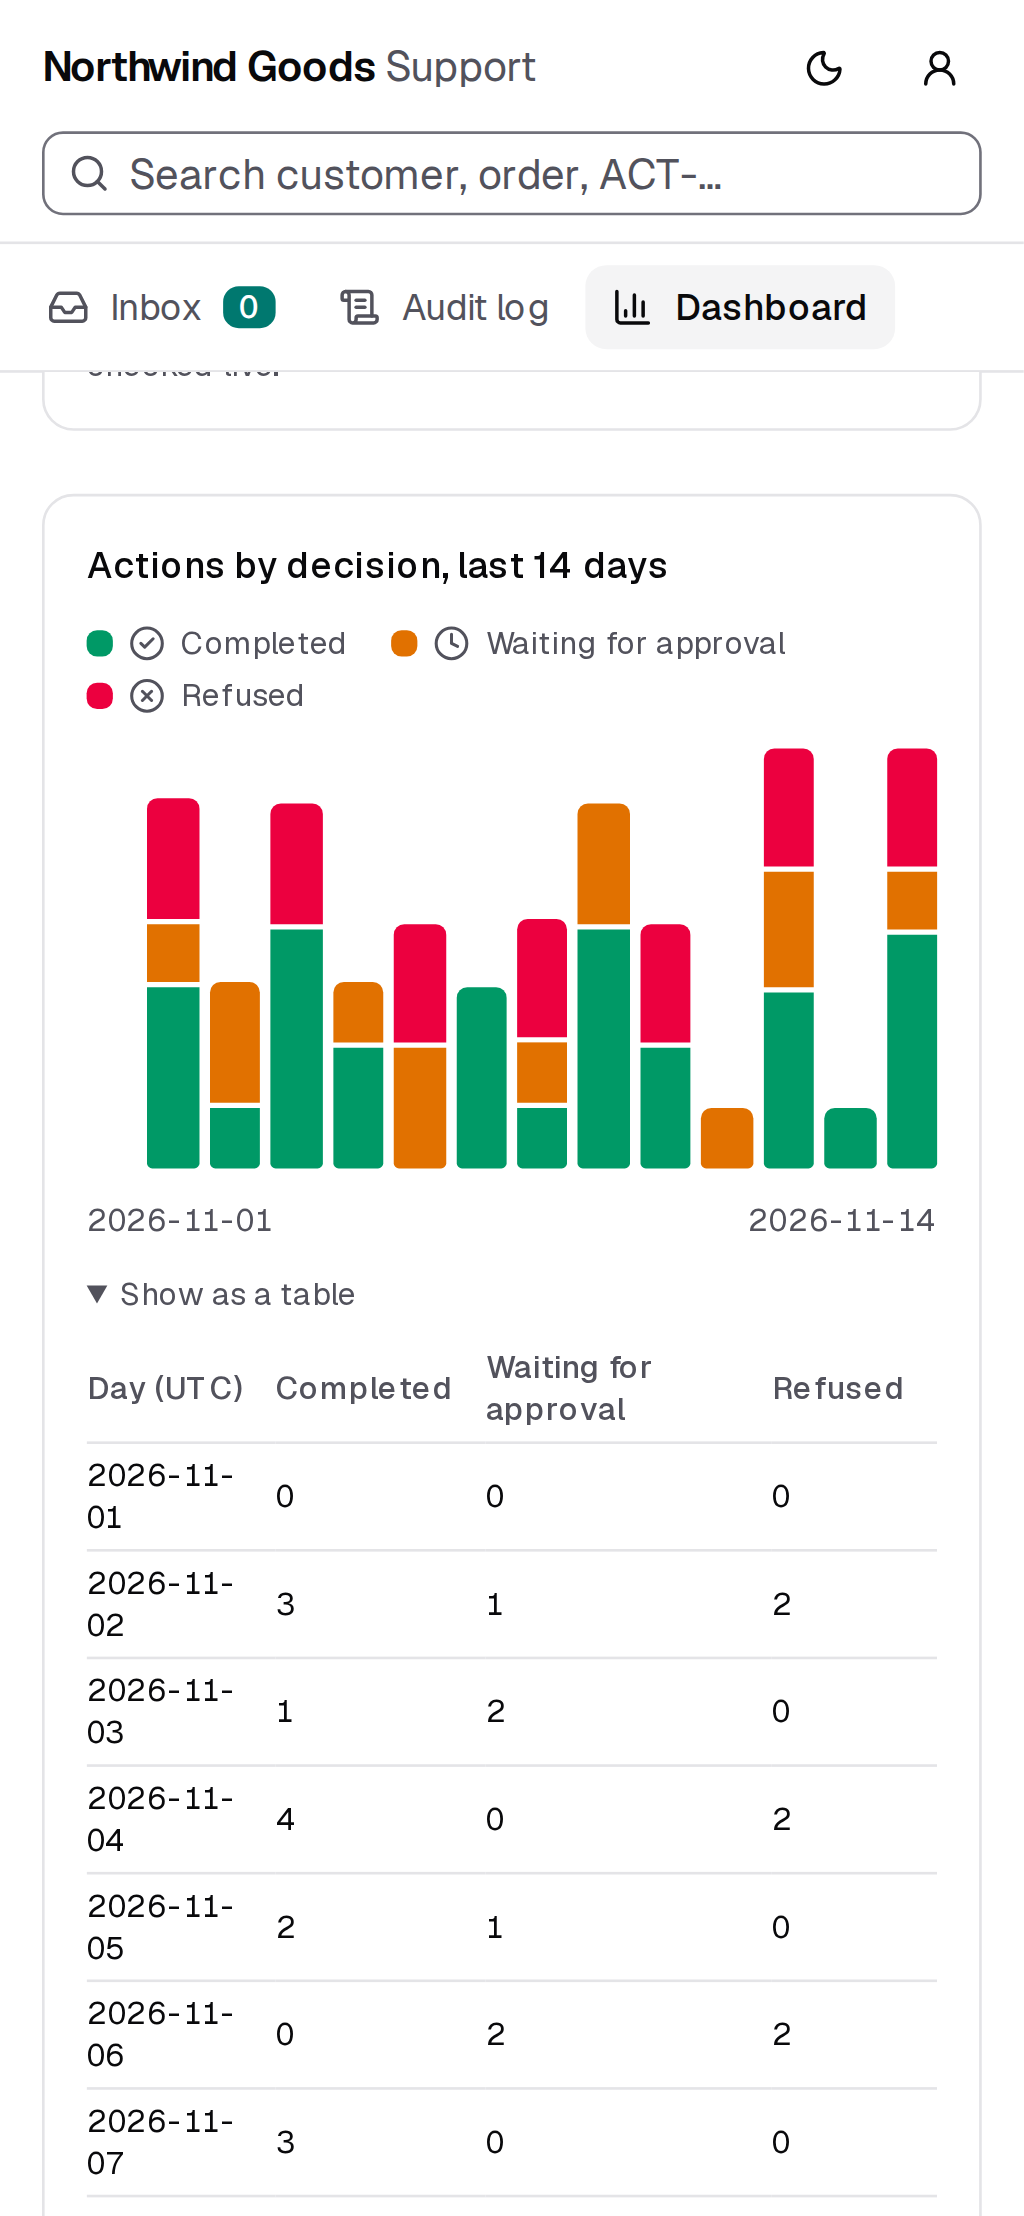 Northwind Goods Support
Search customer, order, ACT-...
Inbox 0 Audit log Dashboard
Actions by decision, last 14 days
Completed Waiting for approval
Refused
2026-11-01 2026-11-14
▼ Show as a table
Day (UTC) Completed Waiting for approval Refused
2026-11-01 0 0 0
2026-11-02 3 1 2
2026-11-03 1 2 0
2026-11-04 4 0 2
2026-11-05 2 1 0
2026-11-06 0 2 2
2026-11-07 3 0 0